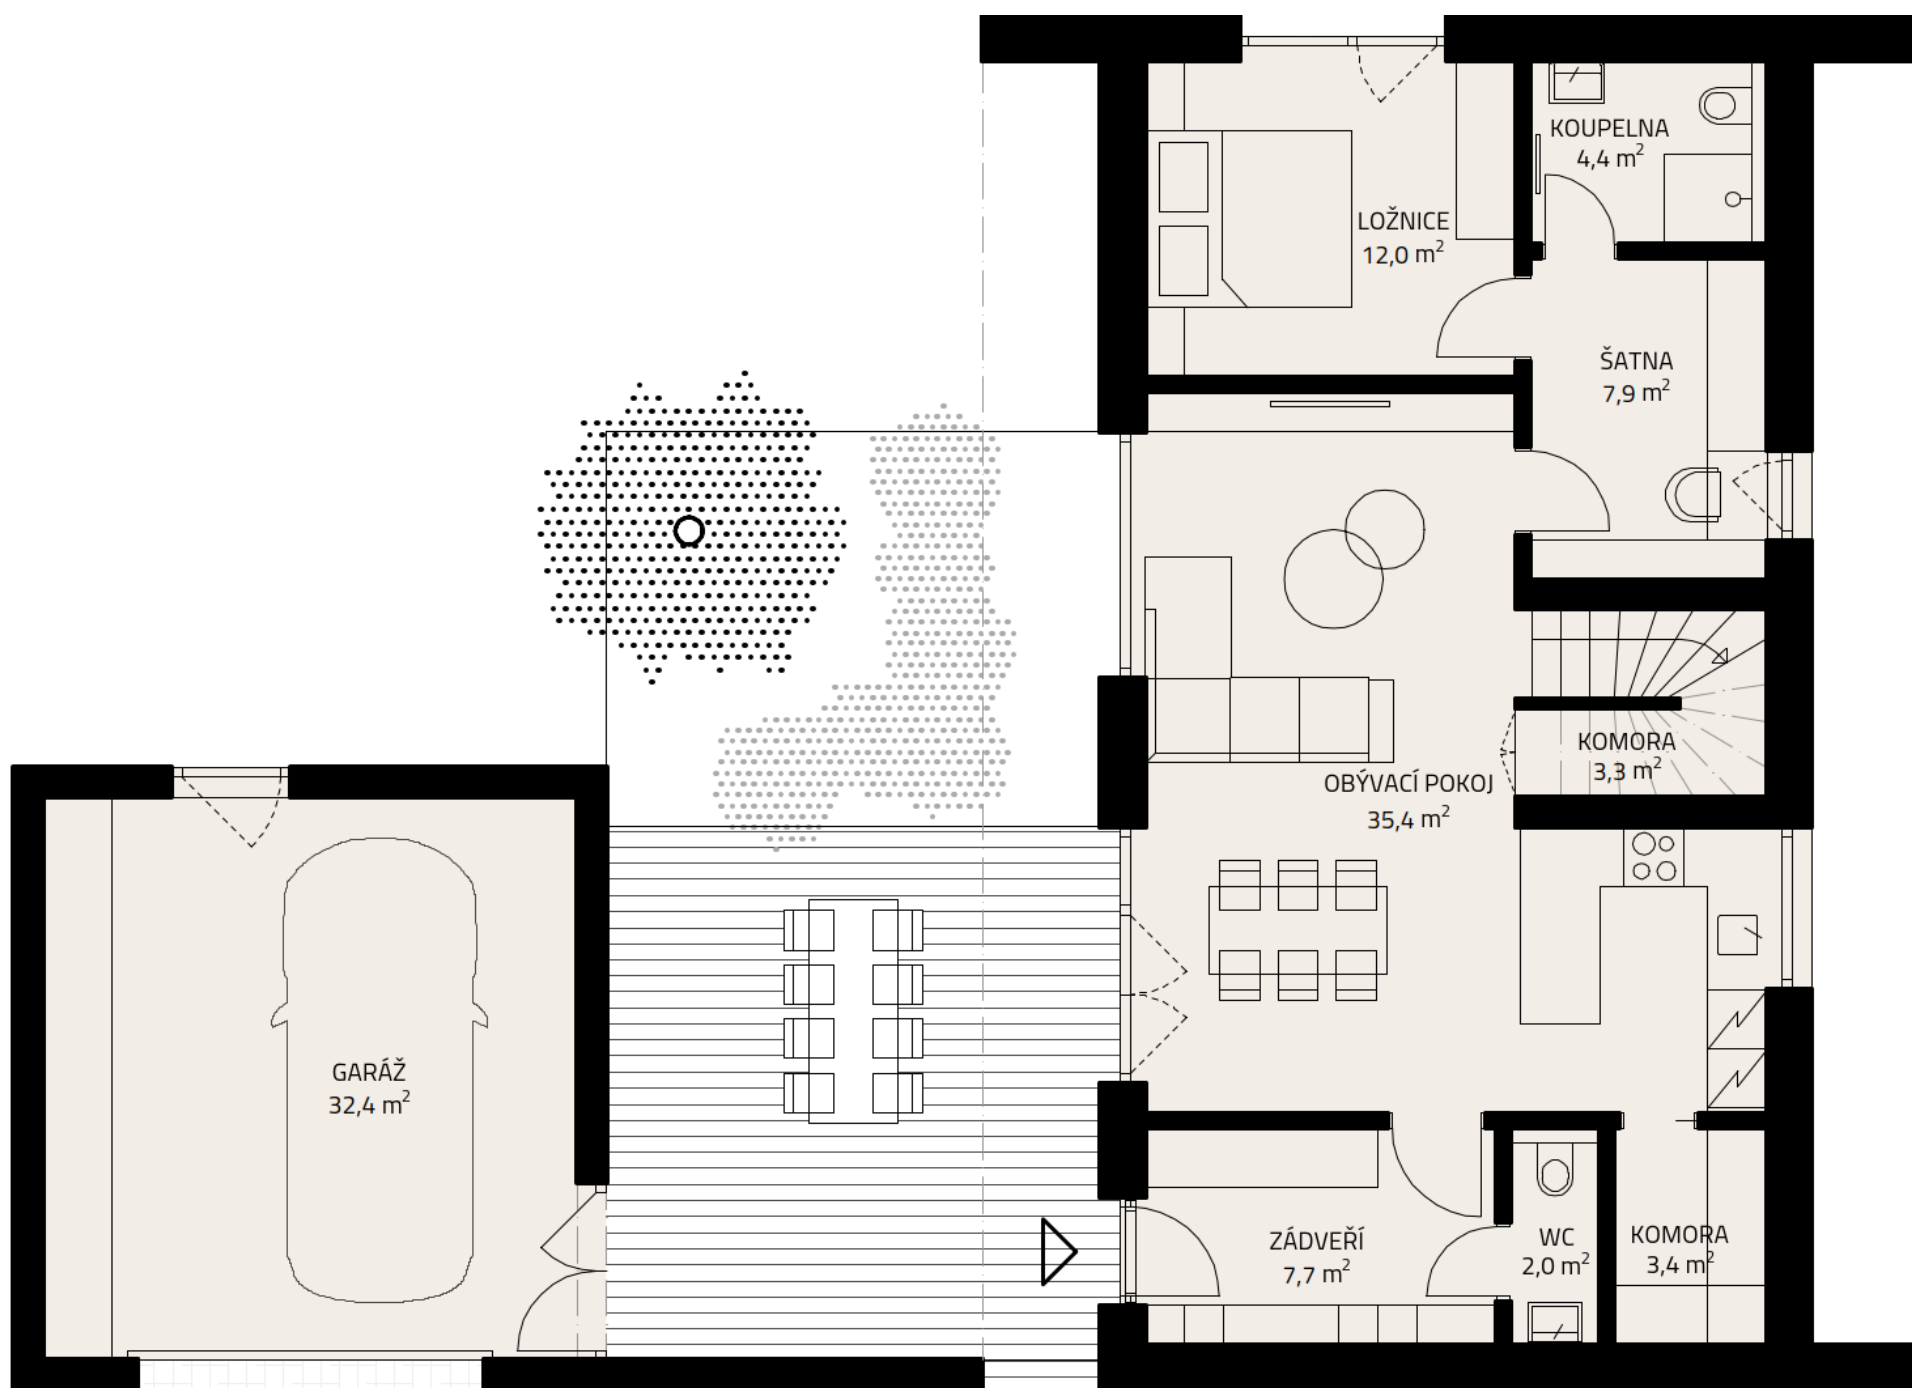 KOUPELNA
4,4 m²
LOŽNICE
12,0 m²
ŠATNA
7,9 m²
KOMORA
3,3 m²
OBÝVACÍ POKOJ
35,4 m²
GARÁŽ
32,4 m²
ZÁDVEŘÍ
7,7 m²
WC
2,0 m²
KOMORA
3,4 m²